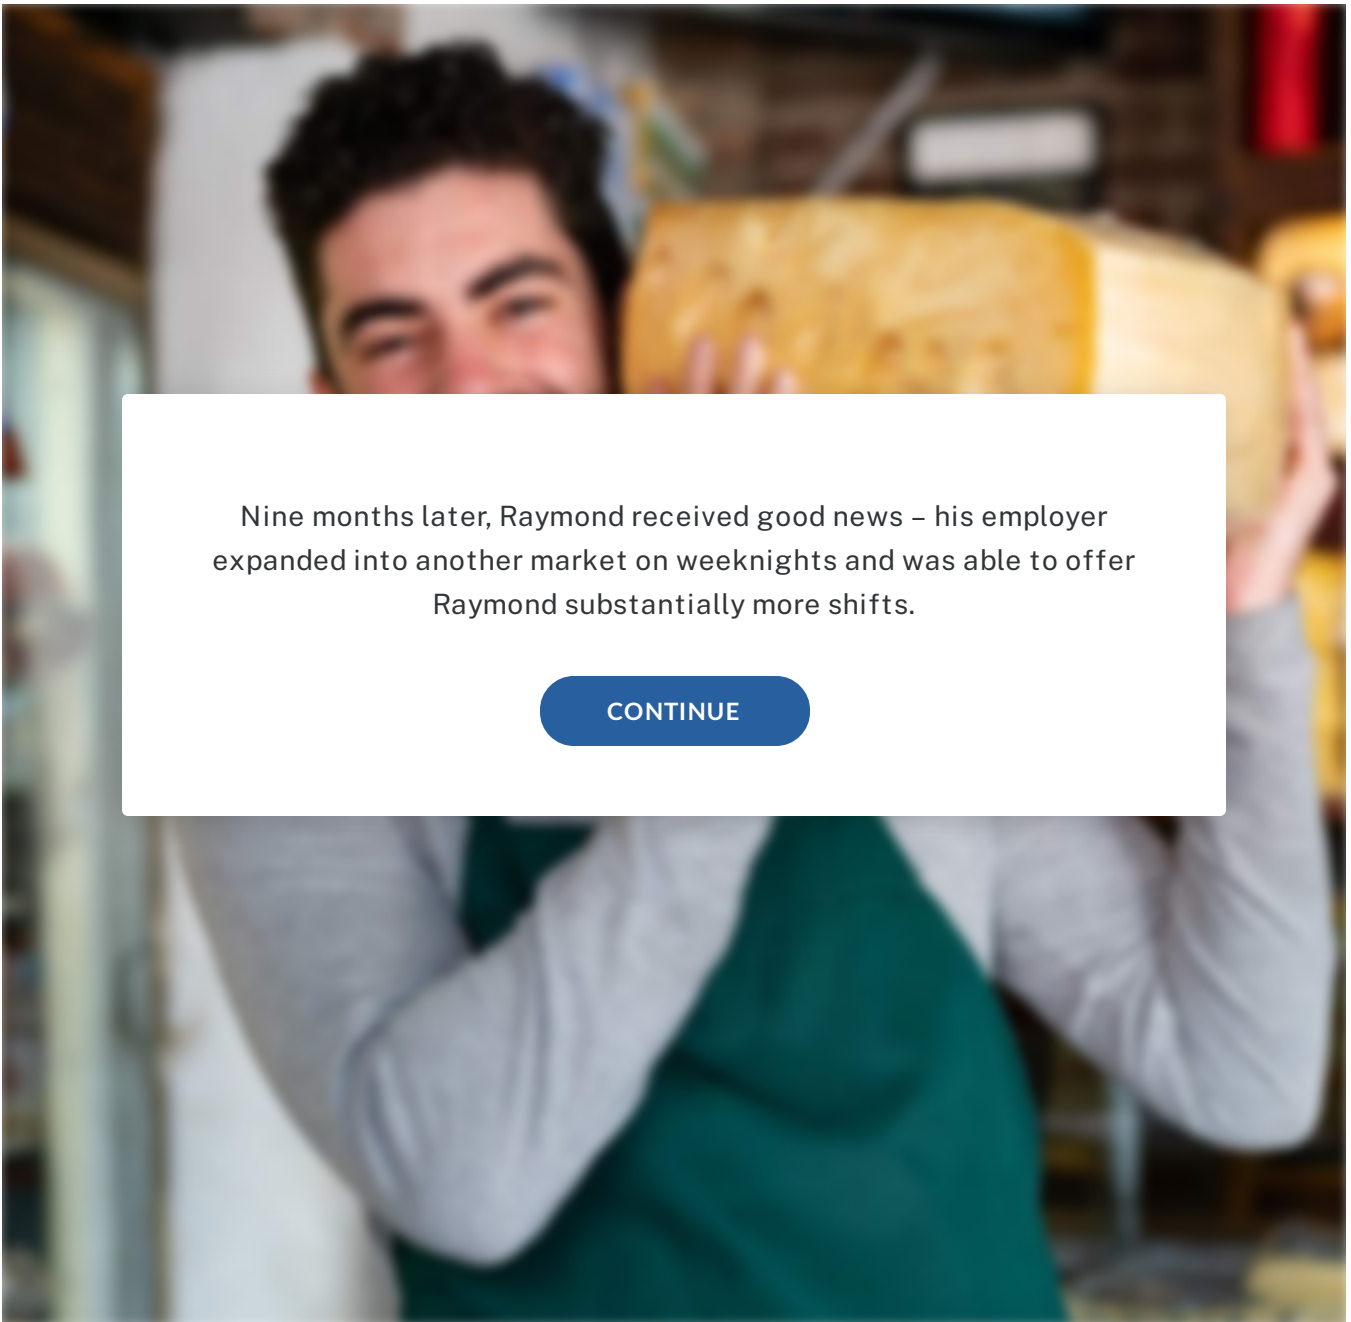 Nine months later, Raymond received good news – his employer
expanded into another market on weeknights and was able to offer
Raymond substantially more shifts.
CONTINUE